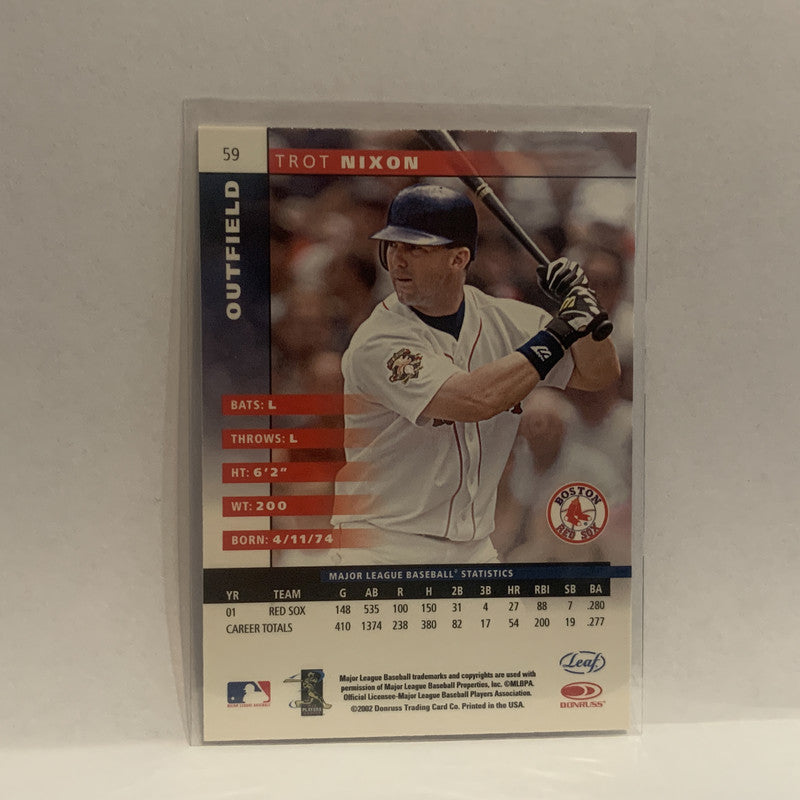 59
TROT NIXON
OUTFIELD
BATS: L
THROWS: L
HT: 6'2"
WT: 200
BORN: 4/11/74
BOSTON
RED SOX
MAJOR LEAGUE BASEBALL® STATISTICS
YR TEAM G AB R H 2B 3B HR RBI SB BA
01 RED SOX 148 535 100 150 31 4 27 88 7 .280
CAREER TOTALS 410 1374 238 380 82 17 54 200 19 .277
Major League Baseball trademarks and copyrights are used with
permission of Major League Baseball Properties, Inc. ©MLBPA.
Official Licensee-Major League Baseball Players Association.
©2002 Donruss Trading Card Co. Printed in the USA.
Leaf
DONRUSS
MAJOR LEAGUE BASEBALL
PLAYERS